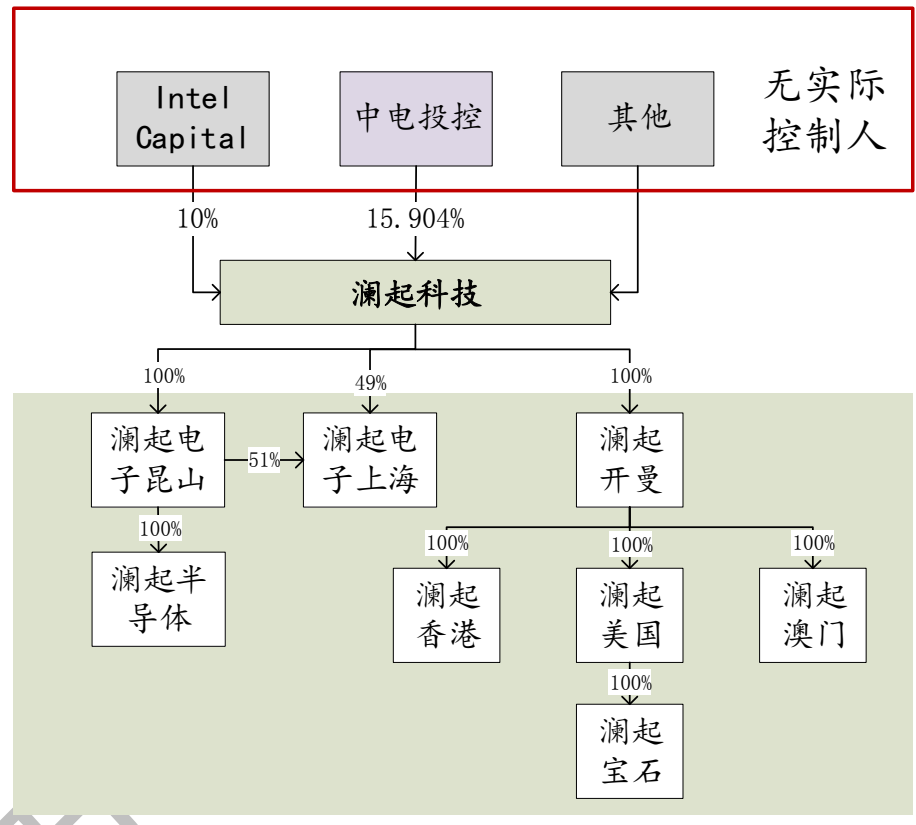 Intel
Capital
中电投控
其他
无实际
控制人
10%
15.904%
澜起科技
100%
49%
100%
澜起电
子昆山
51%
澜起电
子上海
澜起
开曼
100%
100%
100%
100%
澜起半
导体
澜起
香港
澜起
美国
澜起
澳门
100%
澜起
宝石